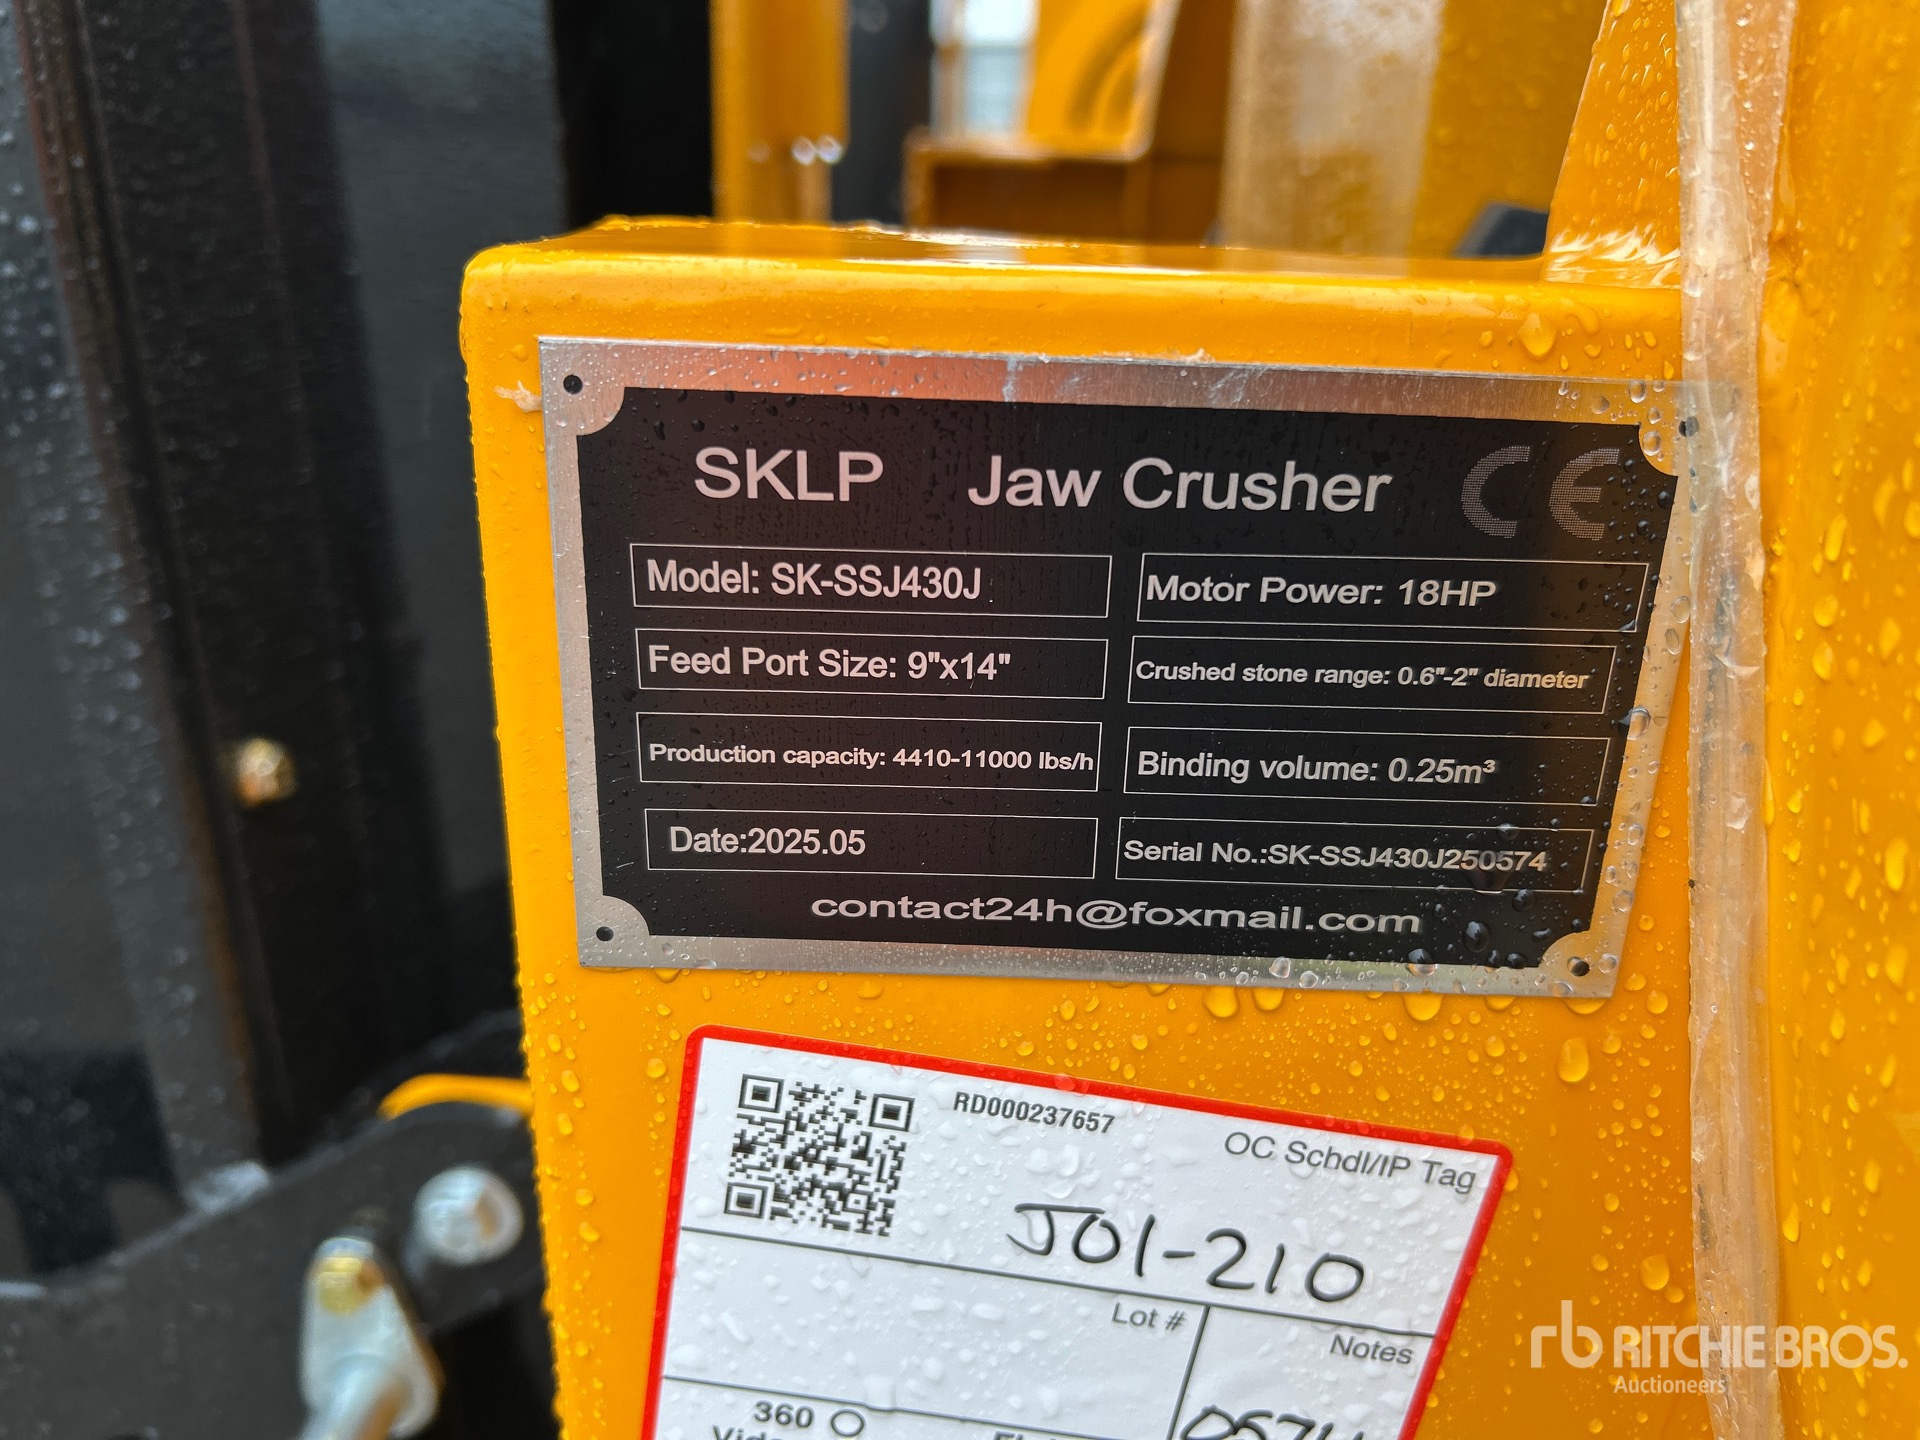 SKLP Jaw Crusher CE
Model: SK-SSJ430J
Motor Power: 18HP
Feed Port Size: 9"x14"
Crushed stone range: 0.6"-2" diameter
Production capacity: 4410-11000 lbs/h
Binding volume: 0.25m³
Date:2025.05
Serial No.:SK-SSJ430J250574
contact24h@foxmail.com
RD000237657
OC Schdl/IP Tag
J01-210
Lot #
Notes
360
rb RITCHIE BROS.
Auctioneers